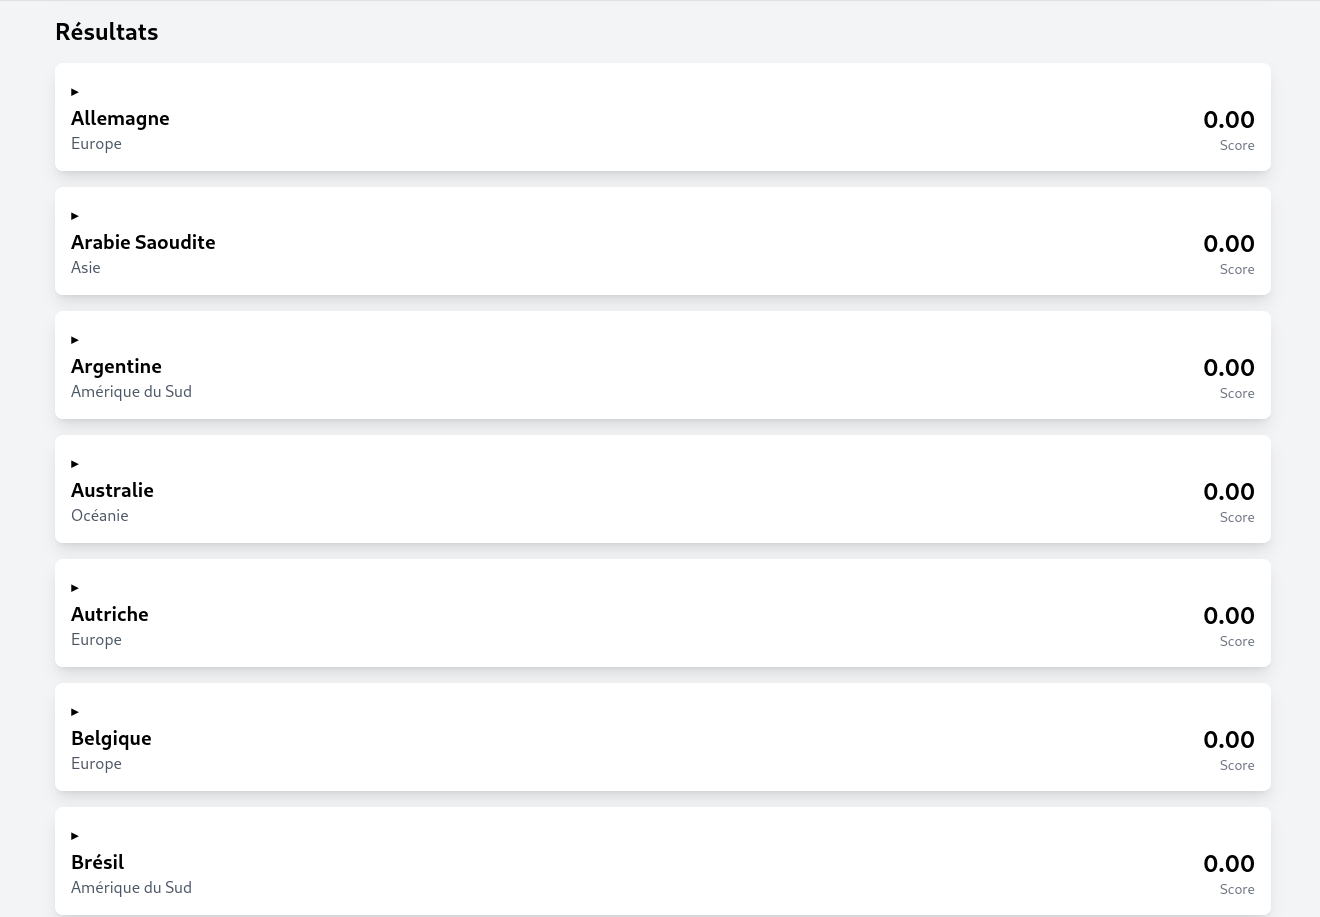 Résultats
Allemagne
Europe
0.00
Score
Arabie Saoudite
Asie
0.00
Score
Argentine
Amérique du Sud
0.00
Score
Australie
Océanie
0.00
Score
Autriche
Europe
0.00
Score
Belgique
Europe
0.00
Score
Brésil
Amérique du Sud
0.00
Score